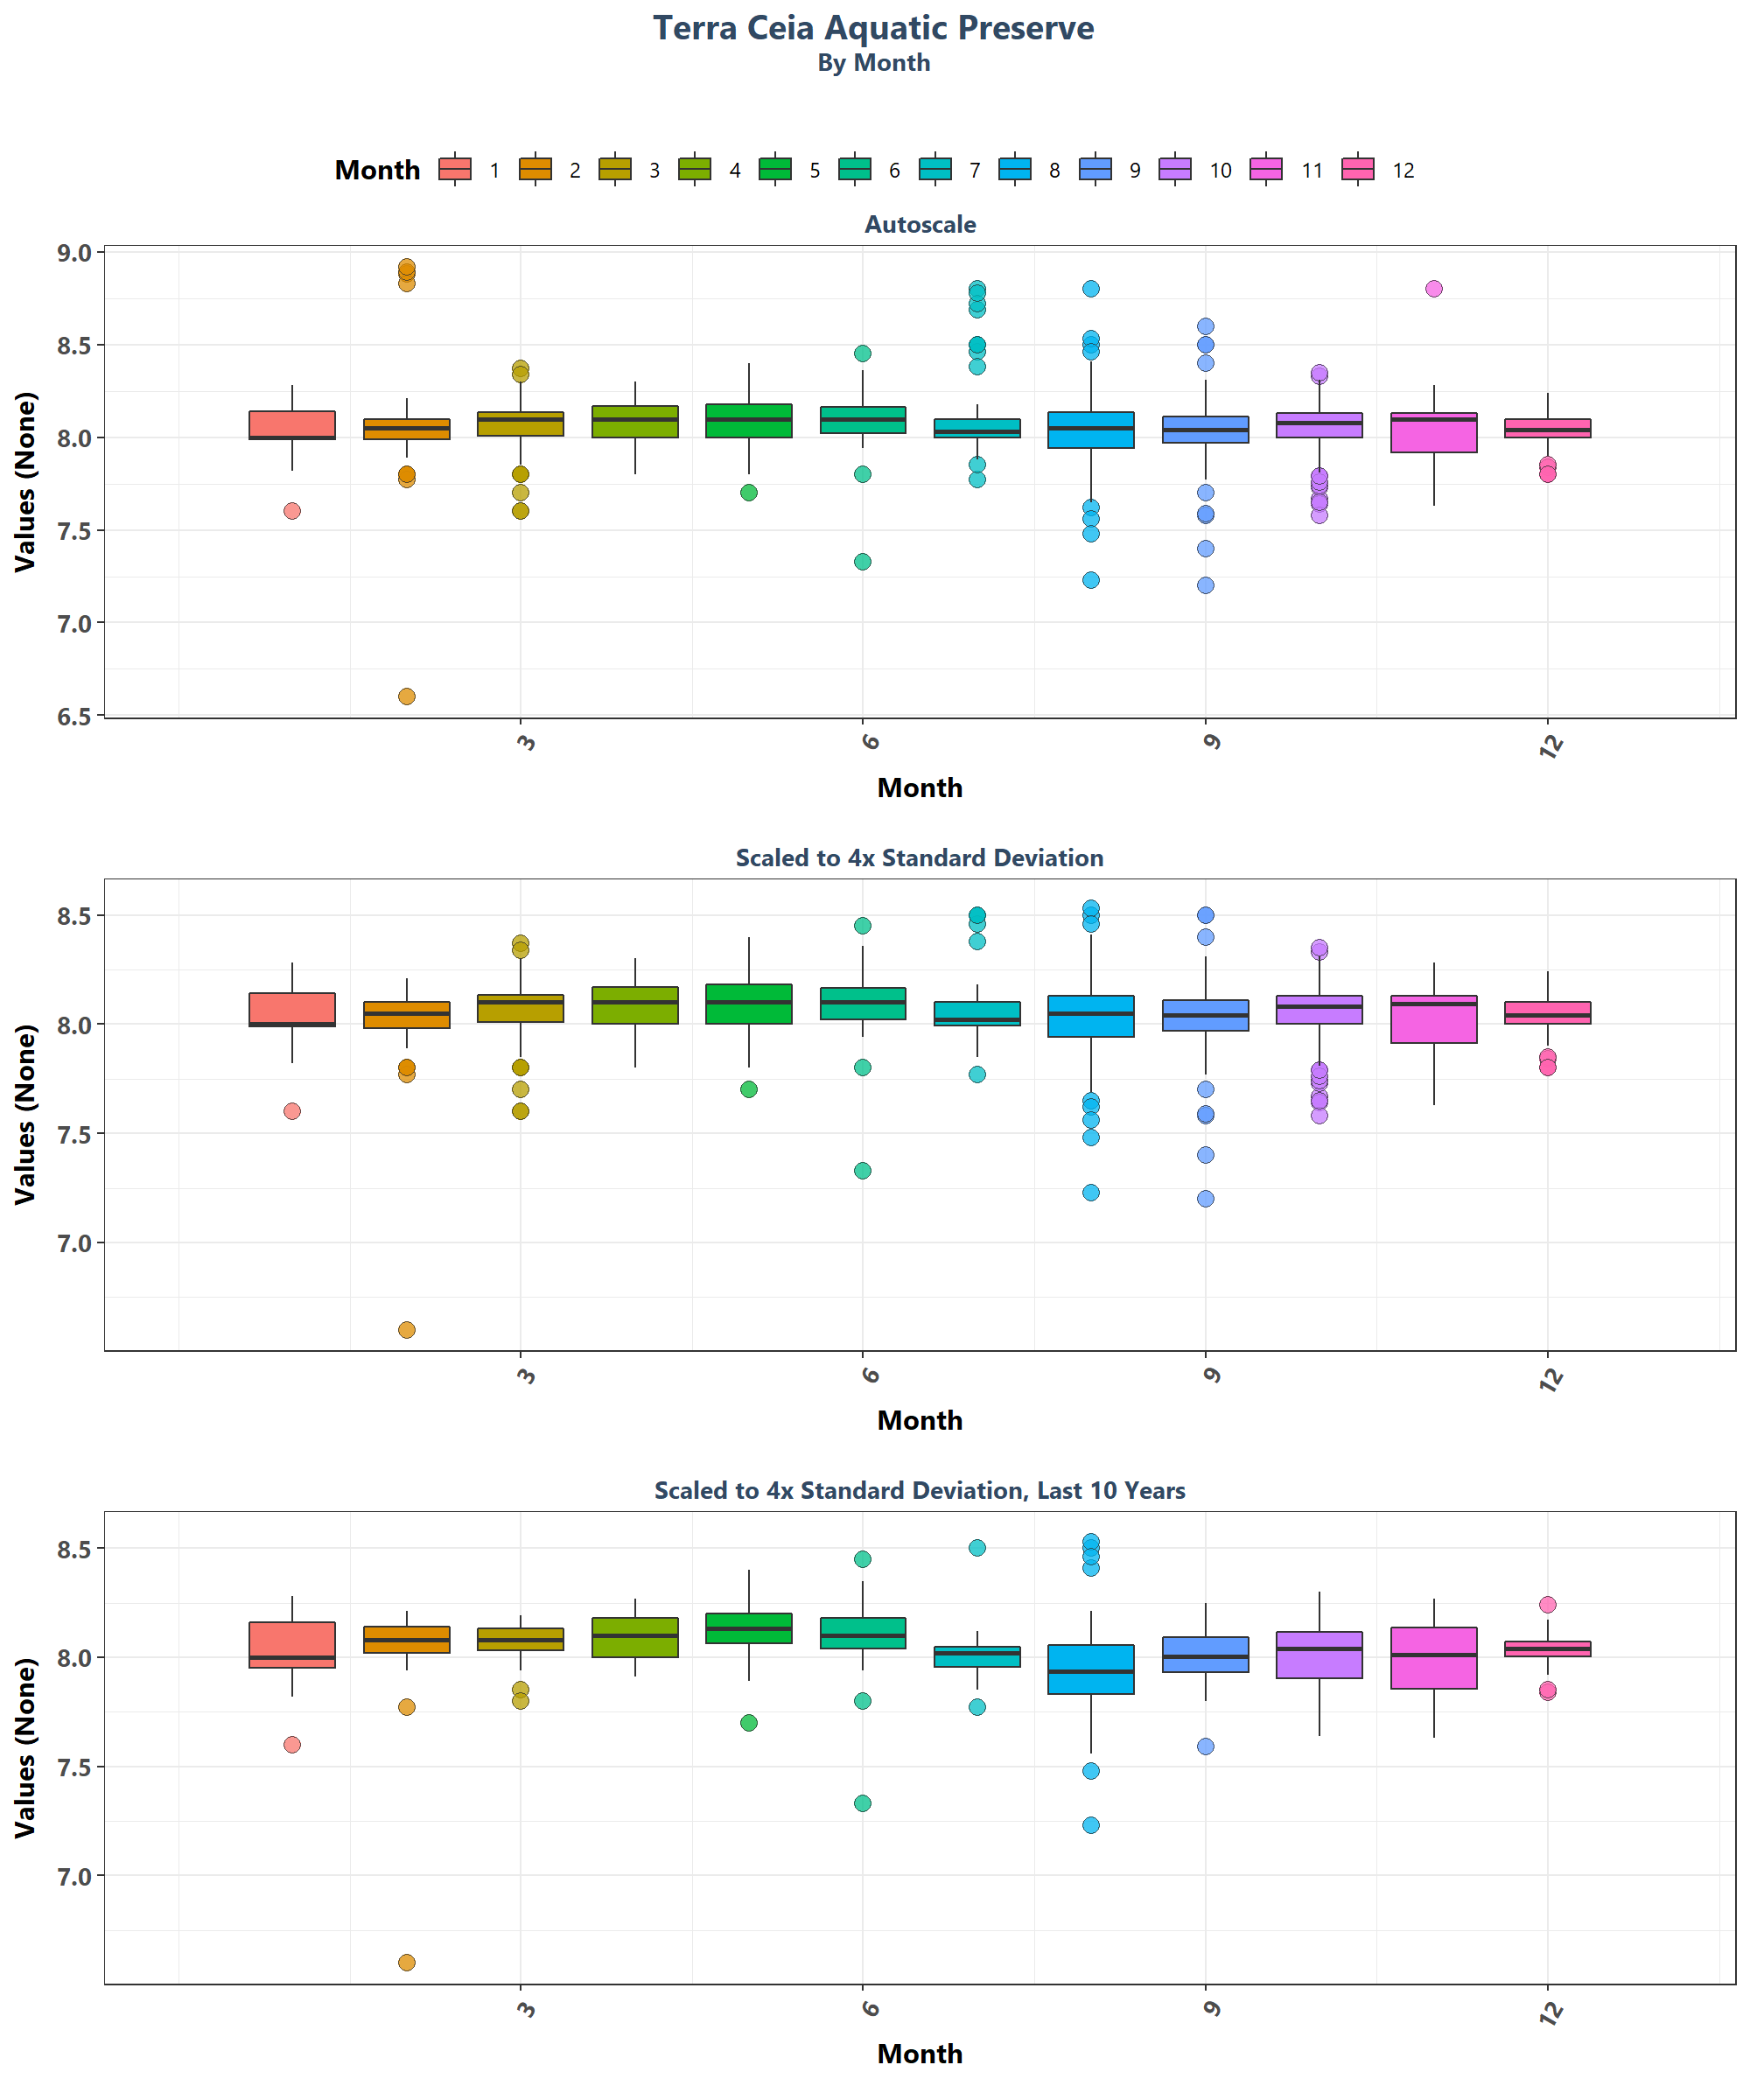 Terra Ceia Aquatic Preserve
By Month
Month 1 2 3 4 5 6 7 8 9 10 11 12
Autoscale
Values (None)
9.0
8.5
8.0
7.5
7.0
6.5
3 6 9 12
Month
Scaled to 4x Standard Deviation
Values (None)
8.5
8.0
7.5
7.0
3 6 9 12
Month
Scaled to 4x Standard Deviation, Last 10 Years
Values (None)
8.5
8.0
7.5
7.0
3 6 9 12
Month